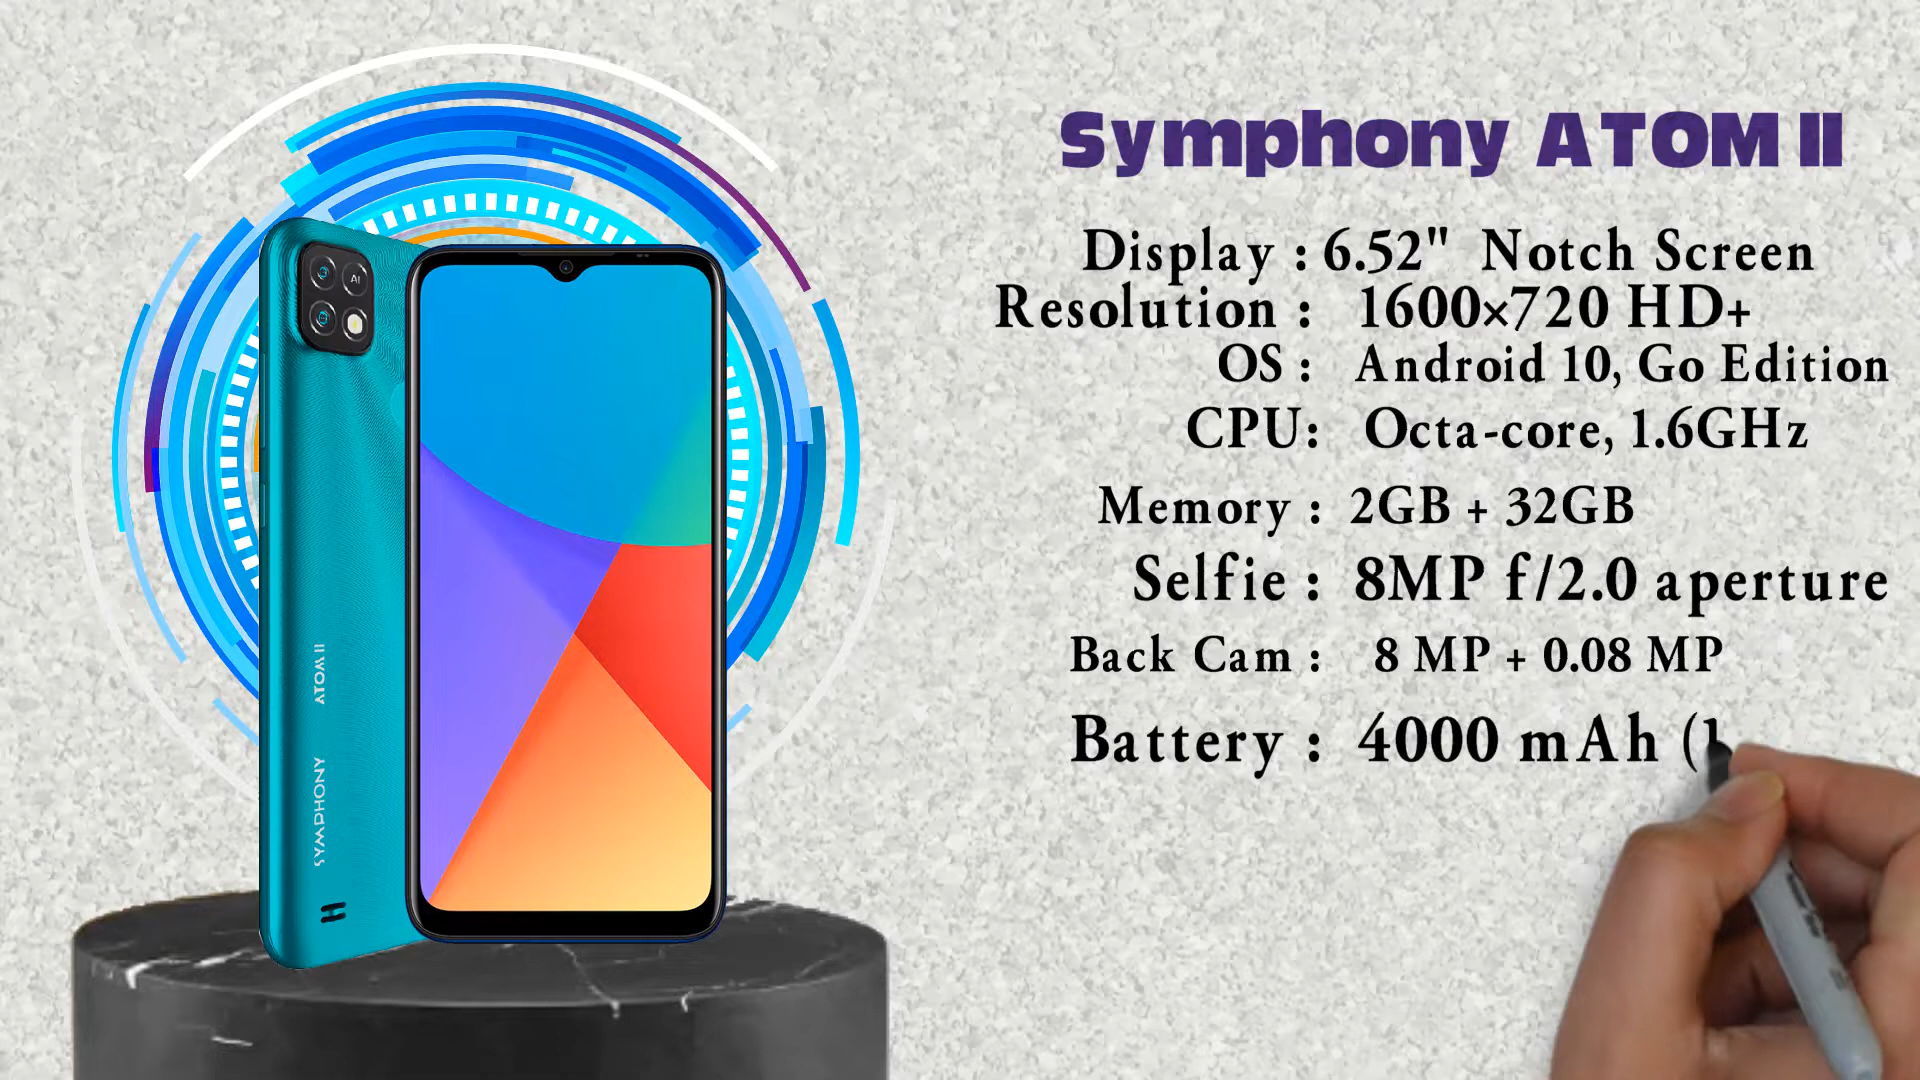 Symphony ATOM II
Display : 6.52" Notch Screen
Resolution : 1600×720 HD+
OS : Android 10, Go Edition
CPU: Octa-core, 1.6GHz
Memory : 2GB + 32GB
Selfie : 8MP f/2.0 aperture
Back Cam : 8 MP + 0.08 MP
Battery : 4000 mAh (
AI
SYMPHONY ATOM II